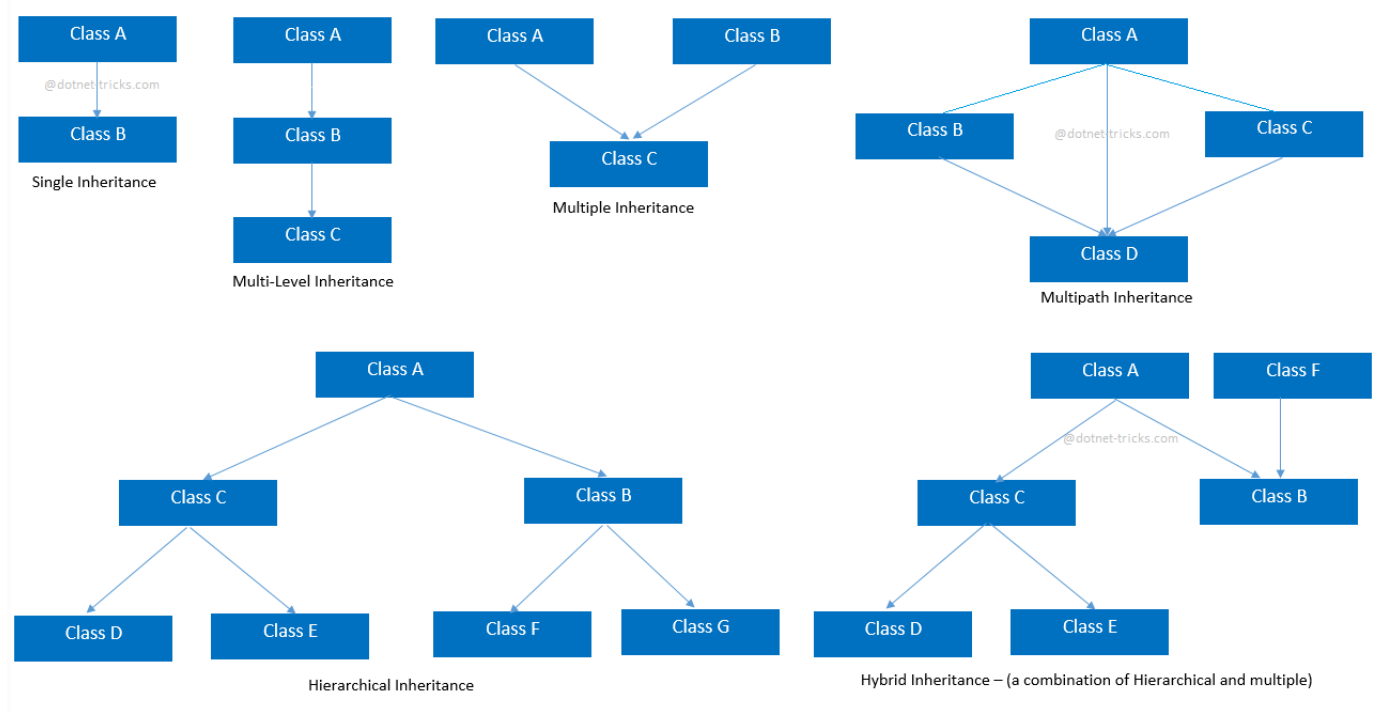 Class A
@dotnet-tricks.com
Class B
Single Inheritance
Class A
Class B
Class C
Multi-Level Inheritance
Class A
Class B
Class C
Multiple Inheritance
Class A
Class B
@dotnet-tricks.com
Class C
Class D
Multipath Inheritance
Class A
Class C
Class B
Class D
Class E
Class F
Class G
Hierarchical Inheritance
Class A
Class F
@dotnet-tricks.com
Class C
Class B
Class D
Class E
Hybrid Inheritance – (a combination of Hierarchical and multiple)